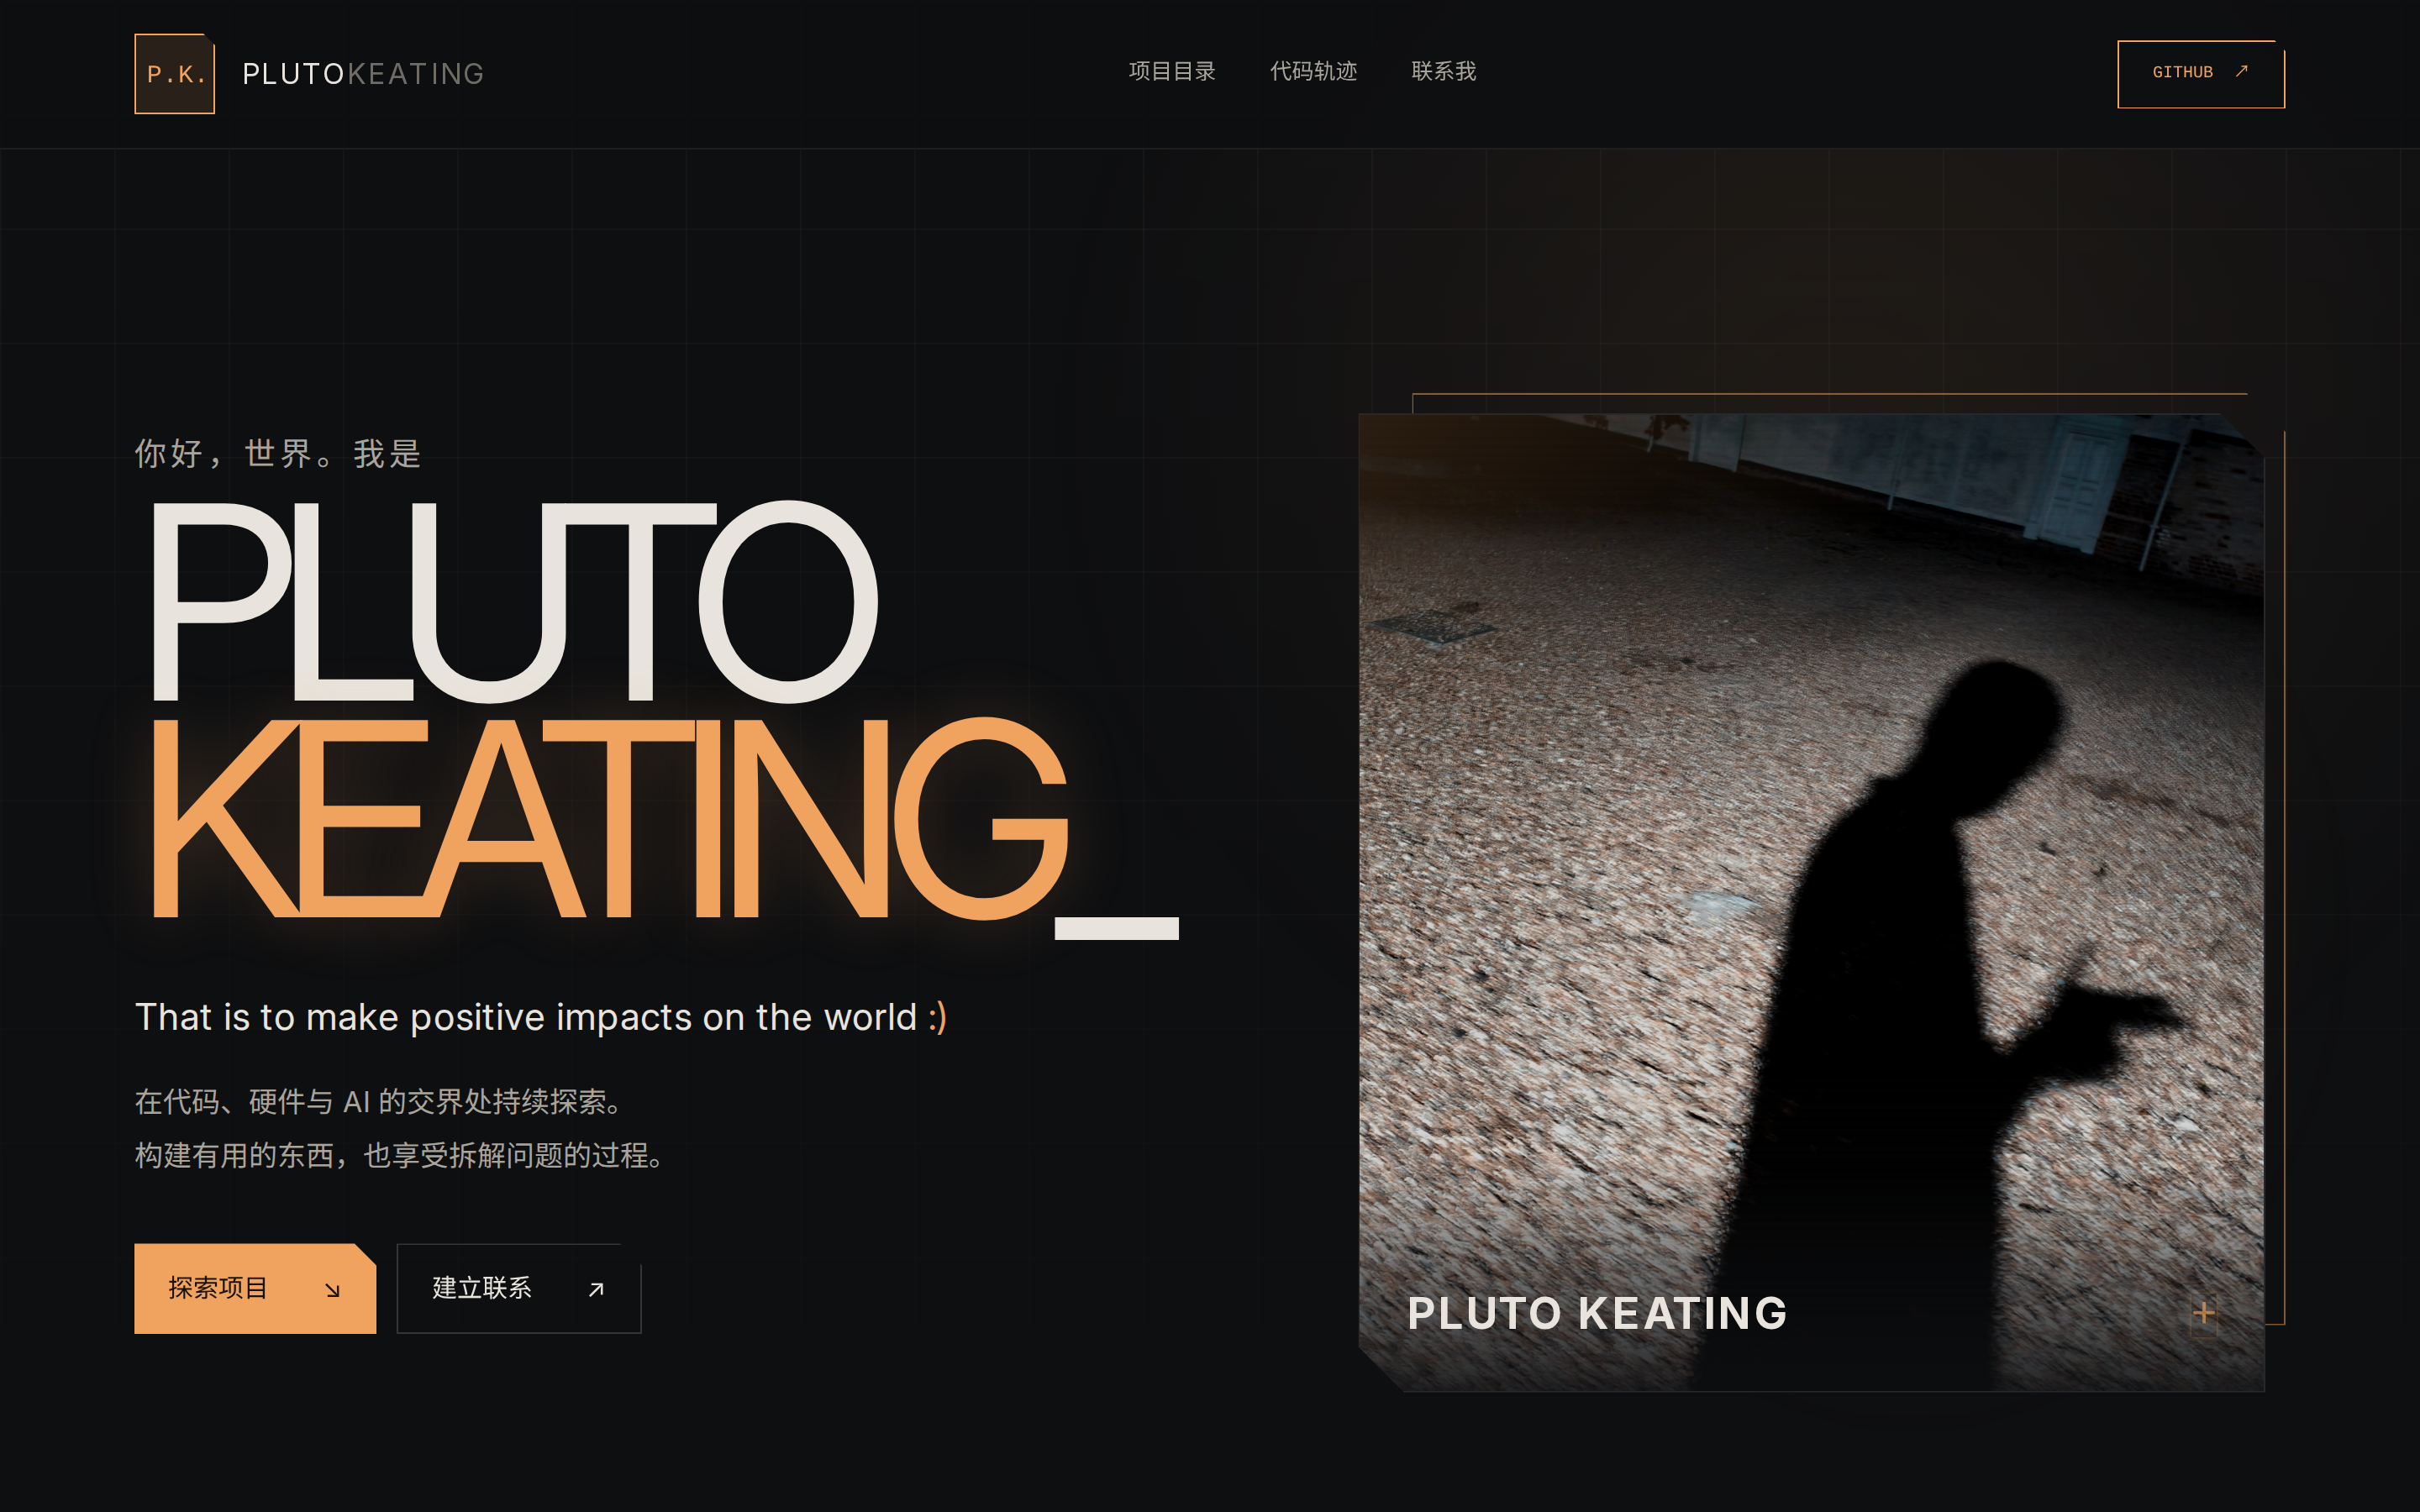 P.K. PLUTOKEATING 项目目录 代码轨迹 联系我 GITHUB ↗
你好，世界。我是
PLUTO
KEATING_
That is to make positive impacts on the world :)
在代码、硬件与 AI 的交界处持续探索。
构建有用的东西，也享受拆解问题的过程。
探索项目 ↘ 建立联系 ↗
PLUTO KEATING +